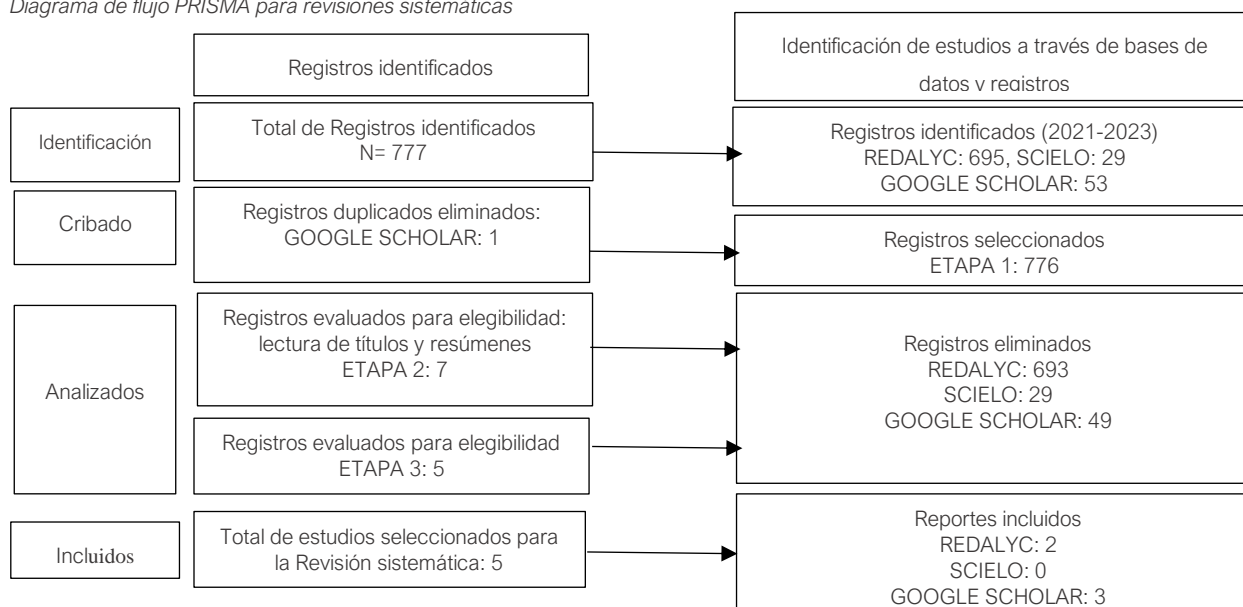 Diagrama de flujo PRISMA para revisiones sistemáticas
Registros identificados
Identificación de estudios a través de bases de
datos y registros
Identificación
Total de Registros identificados
N= 777
Registros identificados (2021-2023)
REDALYC: 695, SCIELO: 29
GOOGLE SCHOLAR: 53
Cribado
Registros duplicados eliminados:
GOOGLE SCHOLAR: 1
Registros seleccionados
ETAPA 1: 776
Analizados
Registros evaluados para elegibilidad:
lectura de títulos y resúmenes
ETAPA 2: 7
Registros evaluados para elegibilidad
ETAPA 3: 5
Registros eliminados
REDALYC: 693
SCIELO: 29
GOOGLE SCHOLAR: 49
Incluidos
Total de estudios seleccionados para
la Revisión sistemática: 5
Reportes incluidos
REDALYC: 2
SCIELO: 0
GOOGLE SCHOLAR: 3